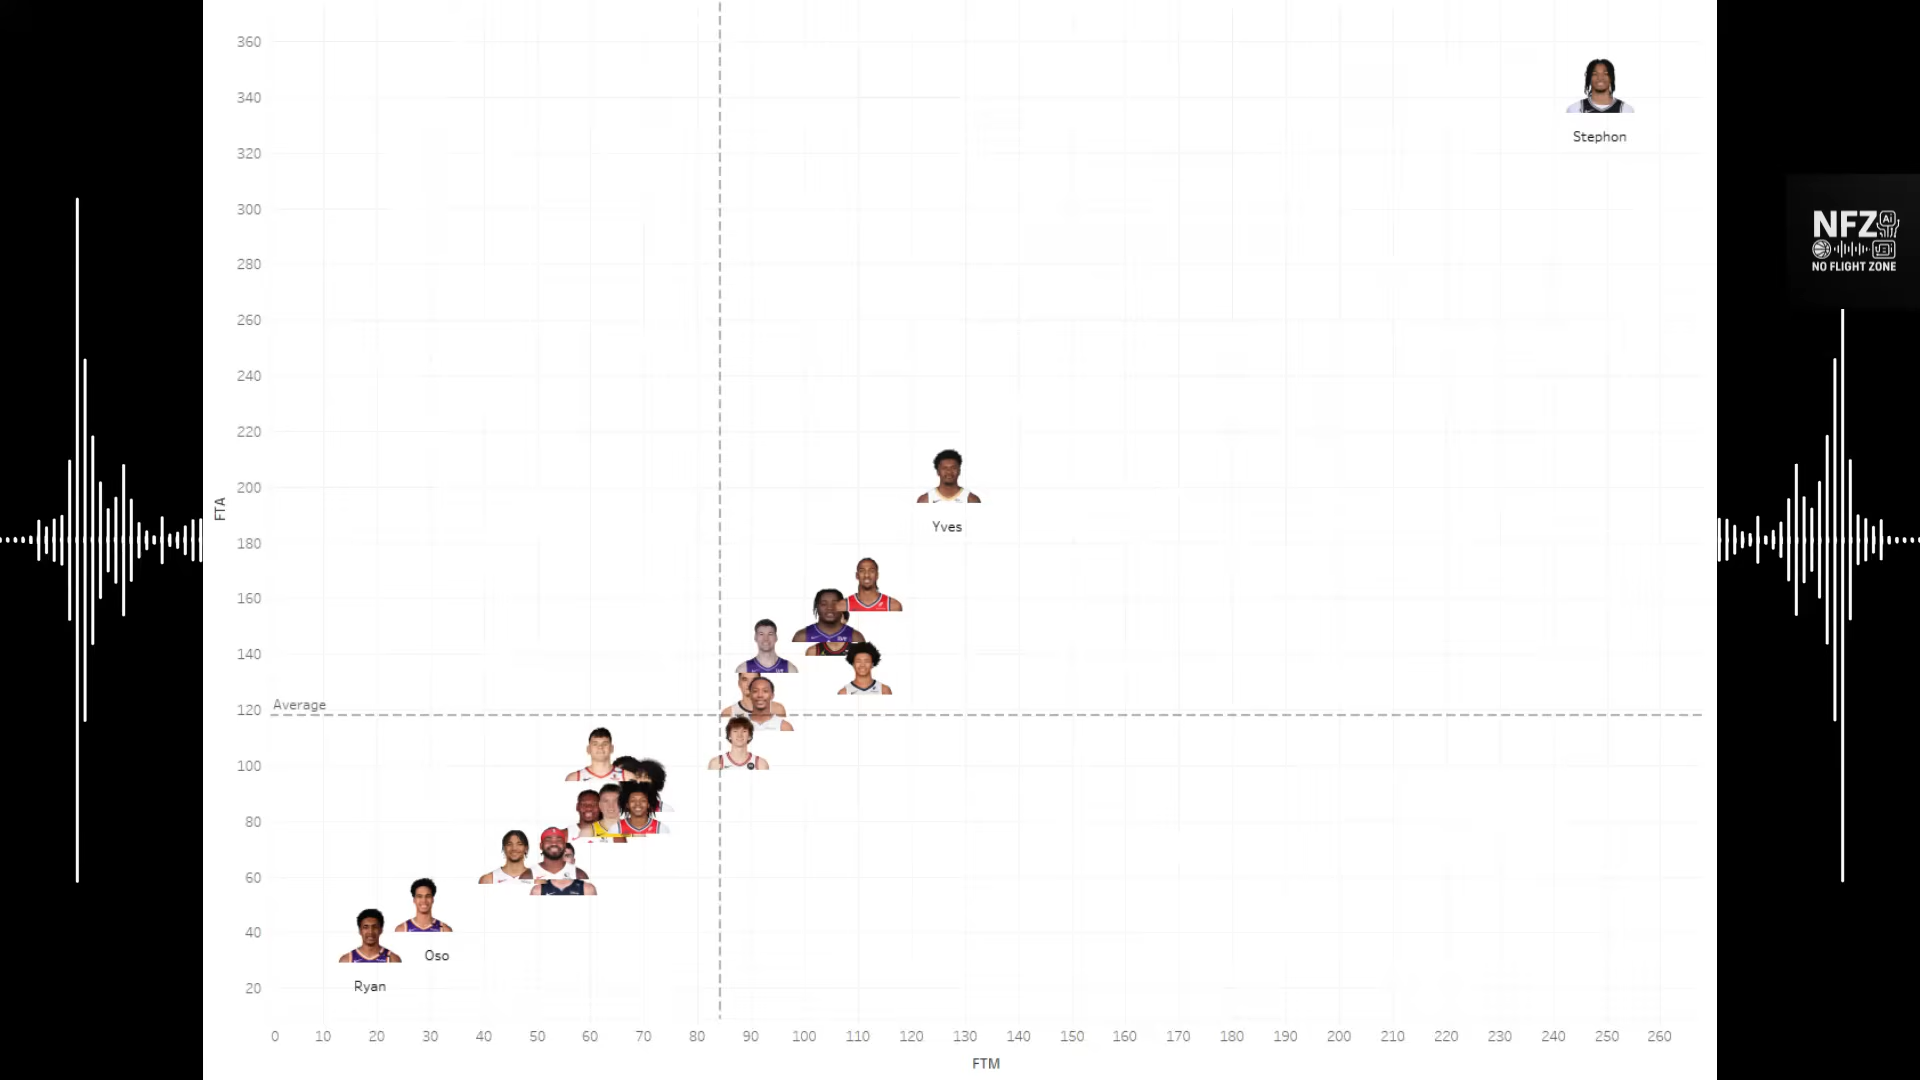 360
340
320
300
280
260
240
220
200
180
160
140
120
100
80
60
40
20
FTA
Average
Stephon
Yves
Oso
Ryan
0 10 20 30 40 50 60 70 80 90 100 110 120 130 140 150 160 170 180 190 200 210 220 230 240 250 260
FTM
NFZ Ai
NO FLIGHT ZONE